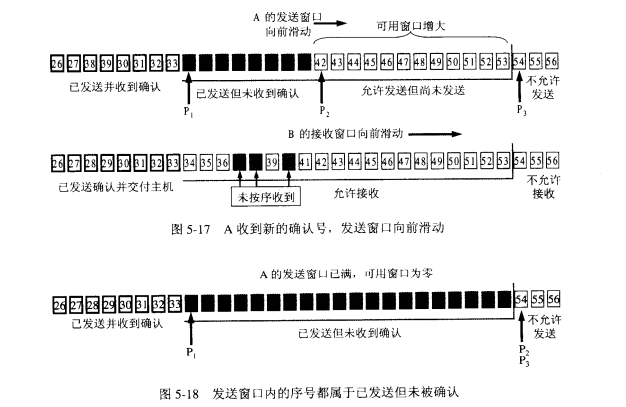 A 的发送窗口
向前滑动
可用窗口增大
26 27 38 39 30 31 32 33 42 43 44 45 46 47 48 49 50 51 52 53 54 55 56
已发送并收到确认 已发送但未收到确认 允许发送但尚未发送 不允许
发送
P1 P2 P3
B 的接收窗口向前滑动
26 27 28 29 30 31 32 33 34 35 36 39 41 42 43 44 45 46 47 48 49 50 51 52 53 54 55 56
已发送确认并交付主机 未按序收到 允许接收 不允许
接收
图 5-17 A 收到新的确认号，发送窗口向前滑动
A 的发送窗口已满，可用窗口为零
26 27 28 29 30 31 32 33 54 55 56
已发送并收到确认 已发送但未收到确认 不允许
发送
P1 P2
P3
图 5-18 发送窗口内的序号都属于已发送但未被确认